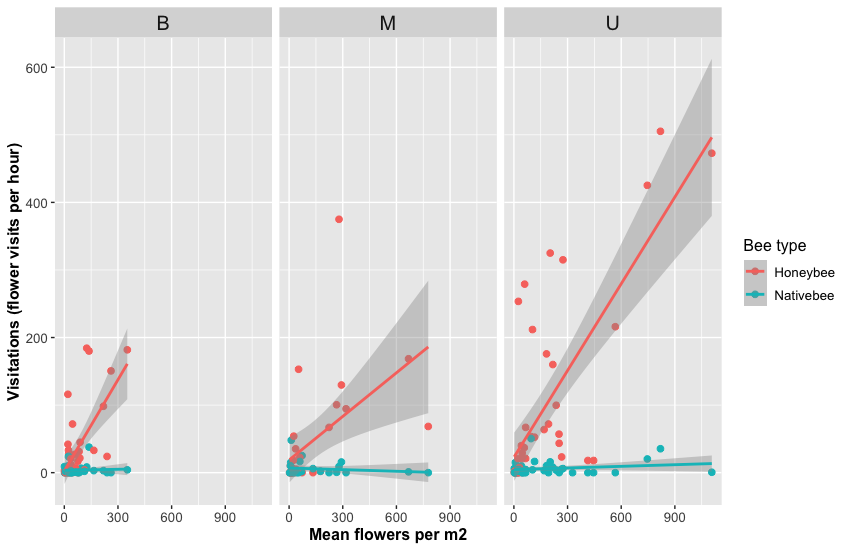 B M U
Visitations (flower visits per hour)
600
400
200
0
0 300 600 900 0 300 600 900 0 300 600 900
Mean flowers per m2
Bee type
Honeybee
Nativebee